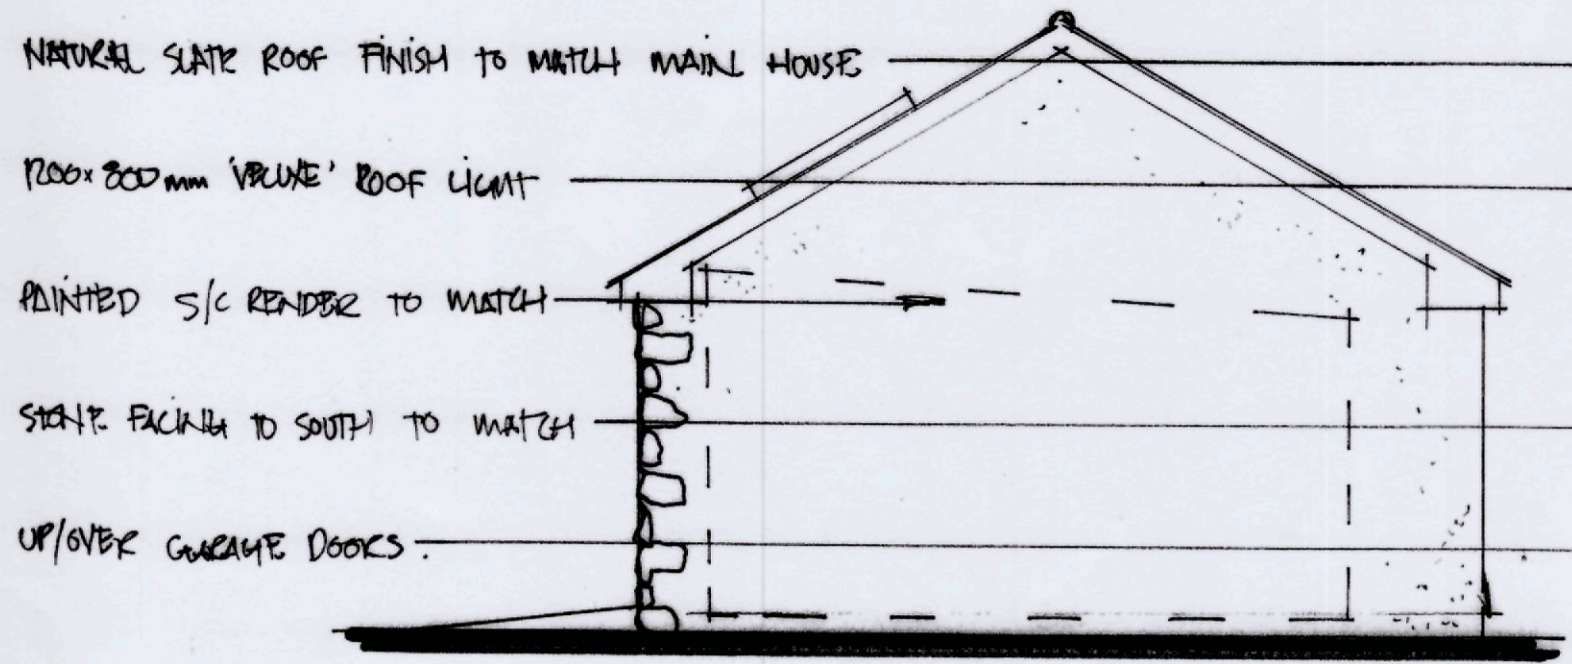 NATURAL SLATE ROOF FINISH TO MATCH MAIN HOUSE
1200x800mm 'VELUXE' ROOF LIGHT
PAINTED S/C RENDER TO MATCH
STONE FACING TO SOUTH TO MATCH
UP/OVER GARAGE DOORS.